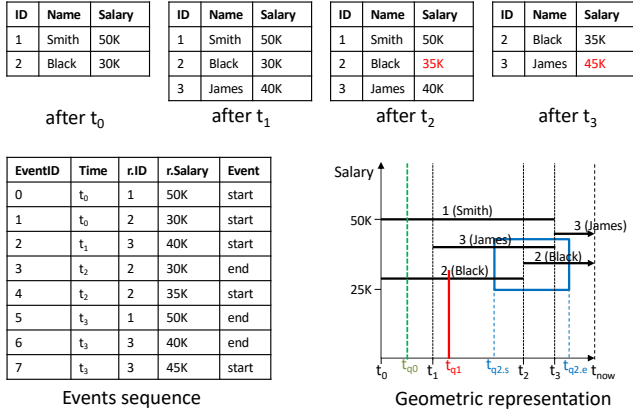 ID Name Salary
1 Smith 50K
2 Black 30K
after t0
ID Name Salary
1 Smith 50K
2 Black 30K
3 James 40K
after t1
ID Name Salary
1 Smith 50K
2 Black 35K
3 James 40K
after t2
ID Name Salary
2 Black 35K
3 James 45K
after t3
EventID Time r.ID r.Salary Event
0 t0 1 50K start
1 t0 2 30K start
2 t1 3 40K start
3 t2 2 30K end
4 t2 2 35K start
5 t3 1 50K end
6 t3 3 40K end
7 t3 3 45K start
Events sequence
Salary
50K
25K
1 (Smith)
3 (James)
3 (James)
2 (Black)
2 (Black)
t0 tq0 t1 tq1 tq2.s t2 t3 tq2.e tnow
Geometric representation